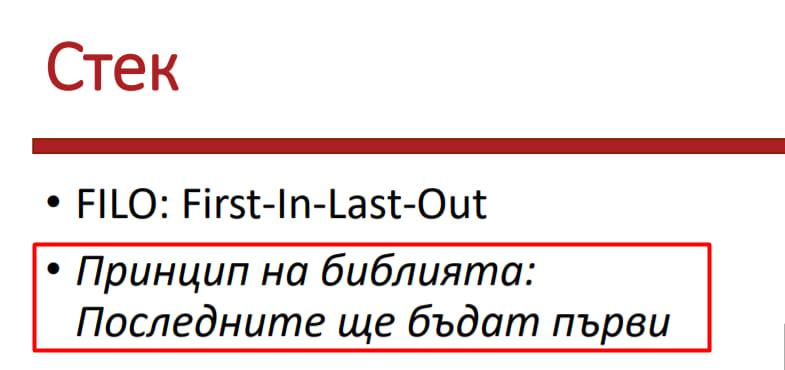 Стек
• FILO: First-In-Last-Out
• Принцип на библията:
Последните ще бъдат първи